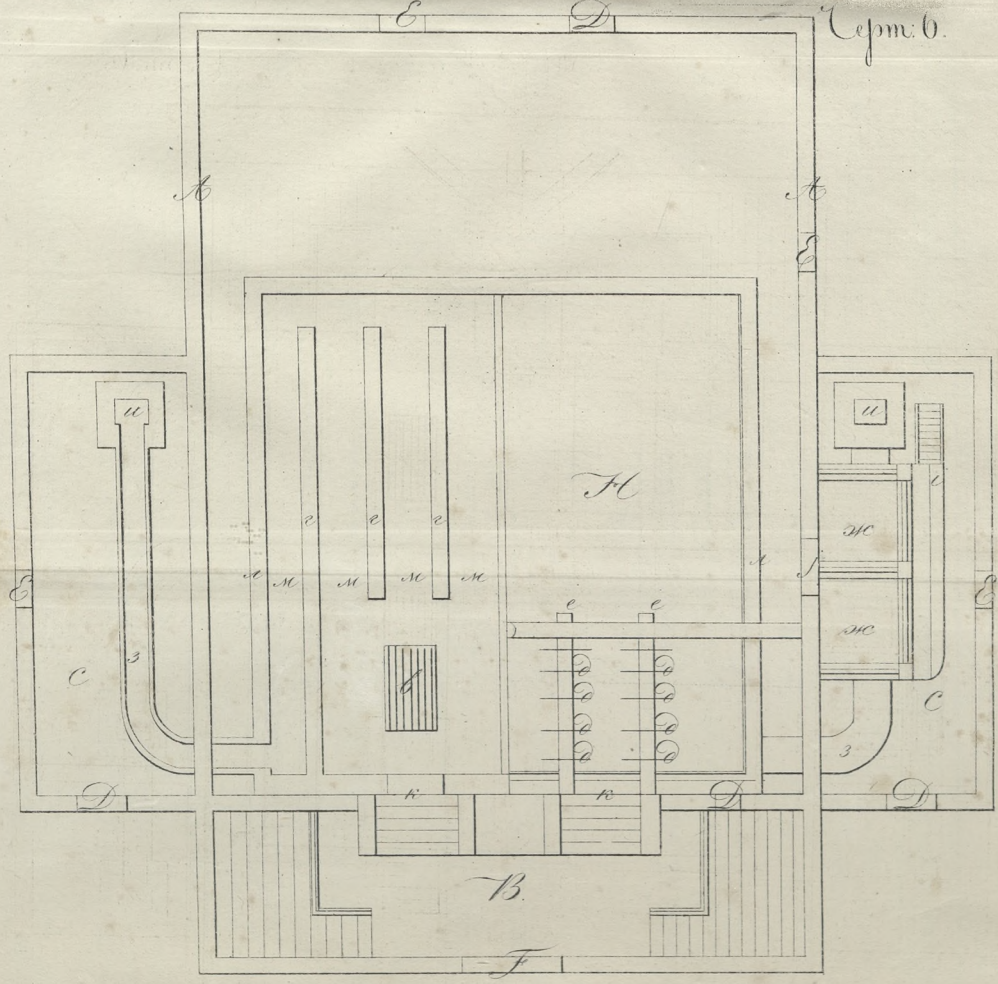 Черт: 6.
E D
A A
E
и и
i
H ж
г г г
л м м м м л J
E E
e e ж
C з C
в
д д
д д
д д
д д
з
D к к D D
B.
F